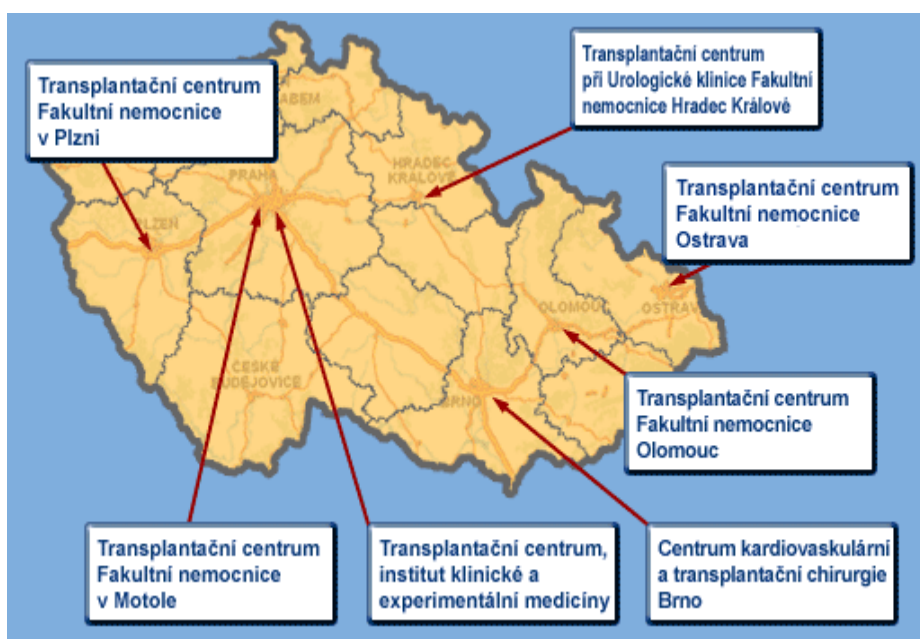 Transplantační centrum
Fakultní nemocnice
v Plzni
Transplantační centrum
při Urologické klinice Fakultní
nemocnice Hradec Králové
Transplantační centrum
Fakultní nemocnice
Ostrava
Transplantační centrum
Fakultní nemocnice
Olomouc
Transplantační centrum
Fakultní nemocnice
v Motole
Transplantační centrum,
institut klinické a
experimentální medicíny
Centrum kardiovaskulární
a transplantační chirurgie
Brno
PRAHA
HRADEC
KRÁLOVÉ
PLZEŇ
OLOMOUC
OSTRAV
ČESKÉ
BUDĚJOVICE
BRNO